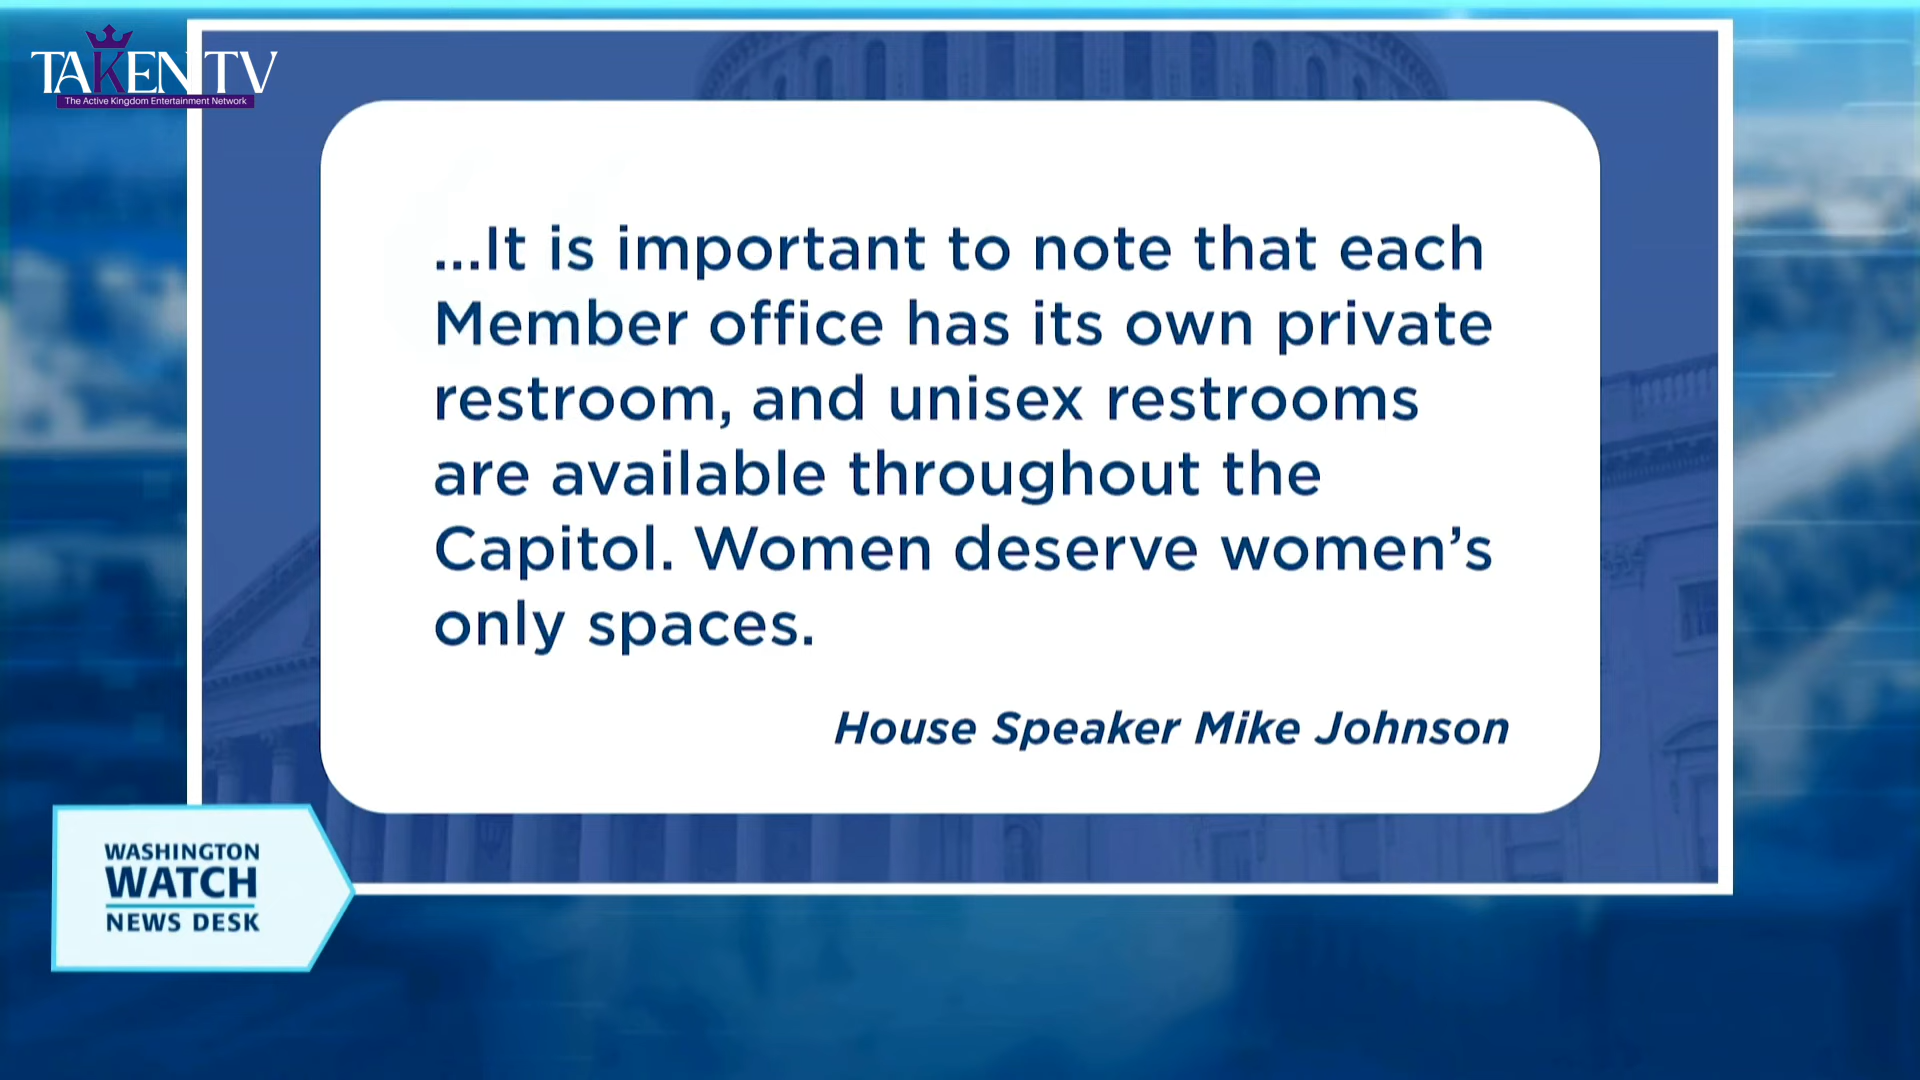 TAKEN TV
The Active Kingdom Entertainment Network
...It is important to note that each
Member office has its own private
restroom, and unisex restrooms
are available throughout the
Capitol. Women deserve women’s
only spaces.
House Speaker Mike Johnson
WASHINGTON
WATCH
NEWS DESK